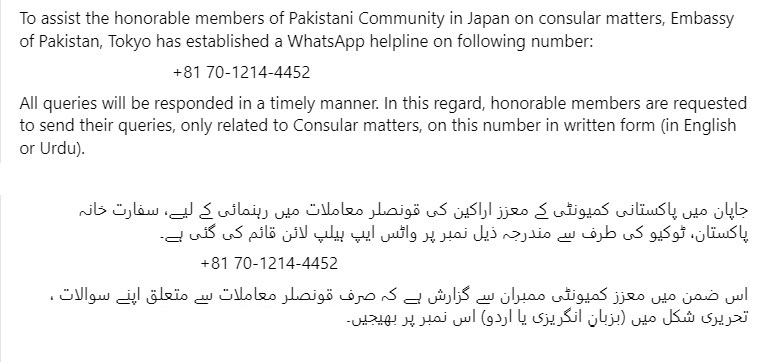 To assist the honorable members of Pakistani Community in Japan on consular matters, Embassy
of Pakistan, Tokyo has established a WhatsApp helpline on following number:
+81 70-1214-4452
All queries will be responded in a timely manner. In this regard, honorable members are requested
to send their queries, only related to Consular matters, on this number in written form (in English
or Urdu).
جاپان میں پاکستانی کمیونٹی کے معزز اراکین کی قونصلر معاملات میں رہنمائی کے لیے، سفارت خانہ
پاکستان، ٹوکیو کی طرف سے مندرجہ ذیل نمبر پر واٹس ایپ ہیلپ لائن قائم کی گئی ہے۔
+81 70-1214-4452
اس ضمن میں معزز کمیونٹی ممبران سے گزارش ہے کہ صرف قونصلر معاملات سے متعلق اپنے سوالات ،
تحریری شکل میں (بزبان انگریزی یا اردو) اس نمبر پر بھیجیں۔